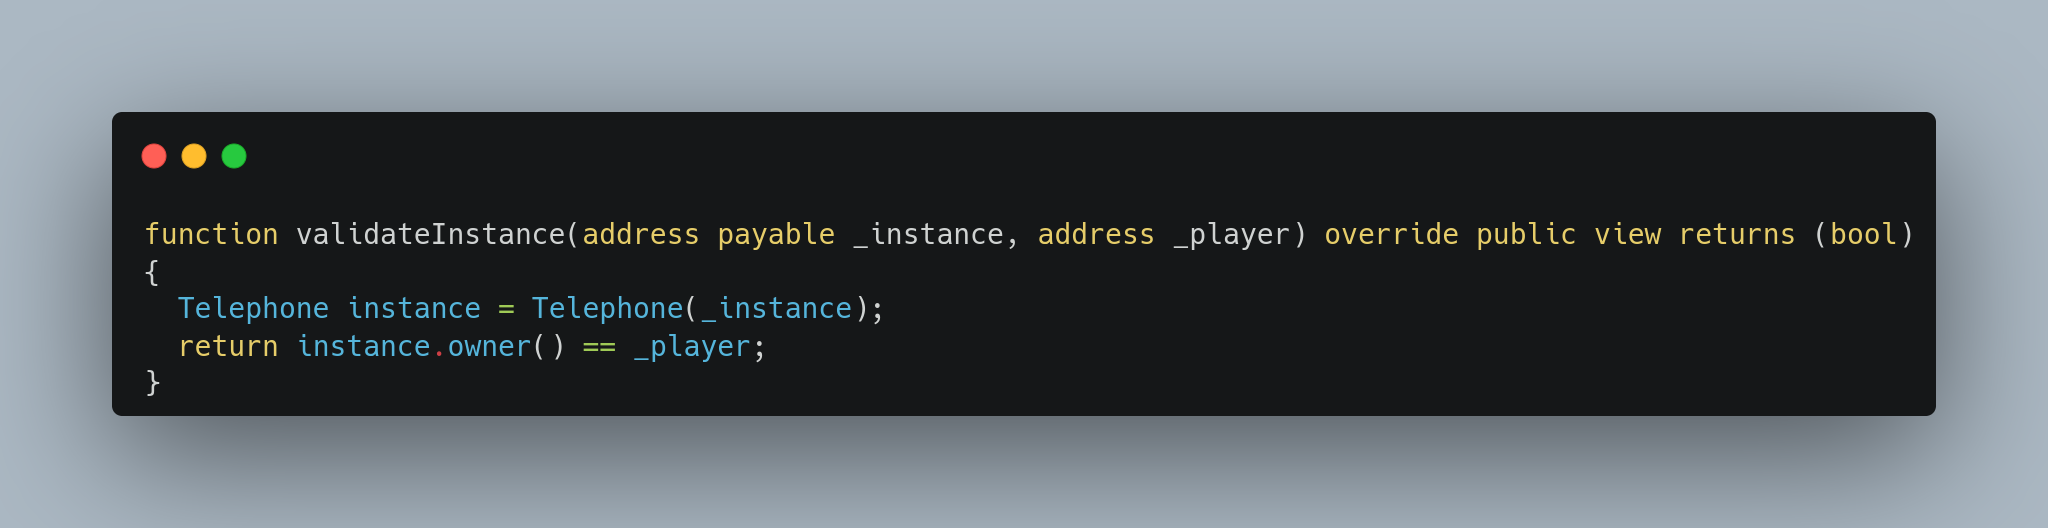 function validateInstance(address payable _instance, address _player) override public view returns (bool)
{
  Telephone instance = Telephone(_instance);
  return instance.owner() == _player;
}